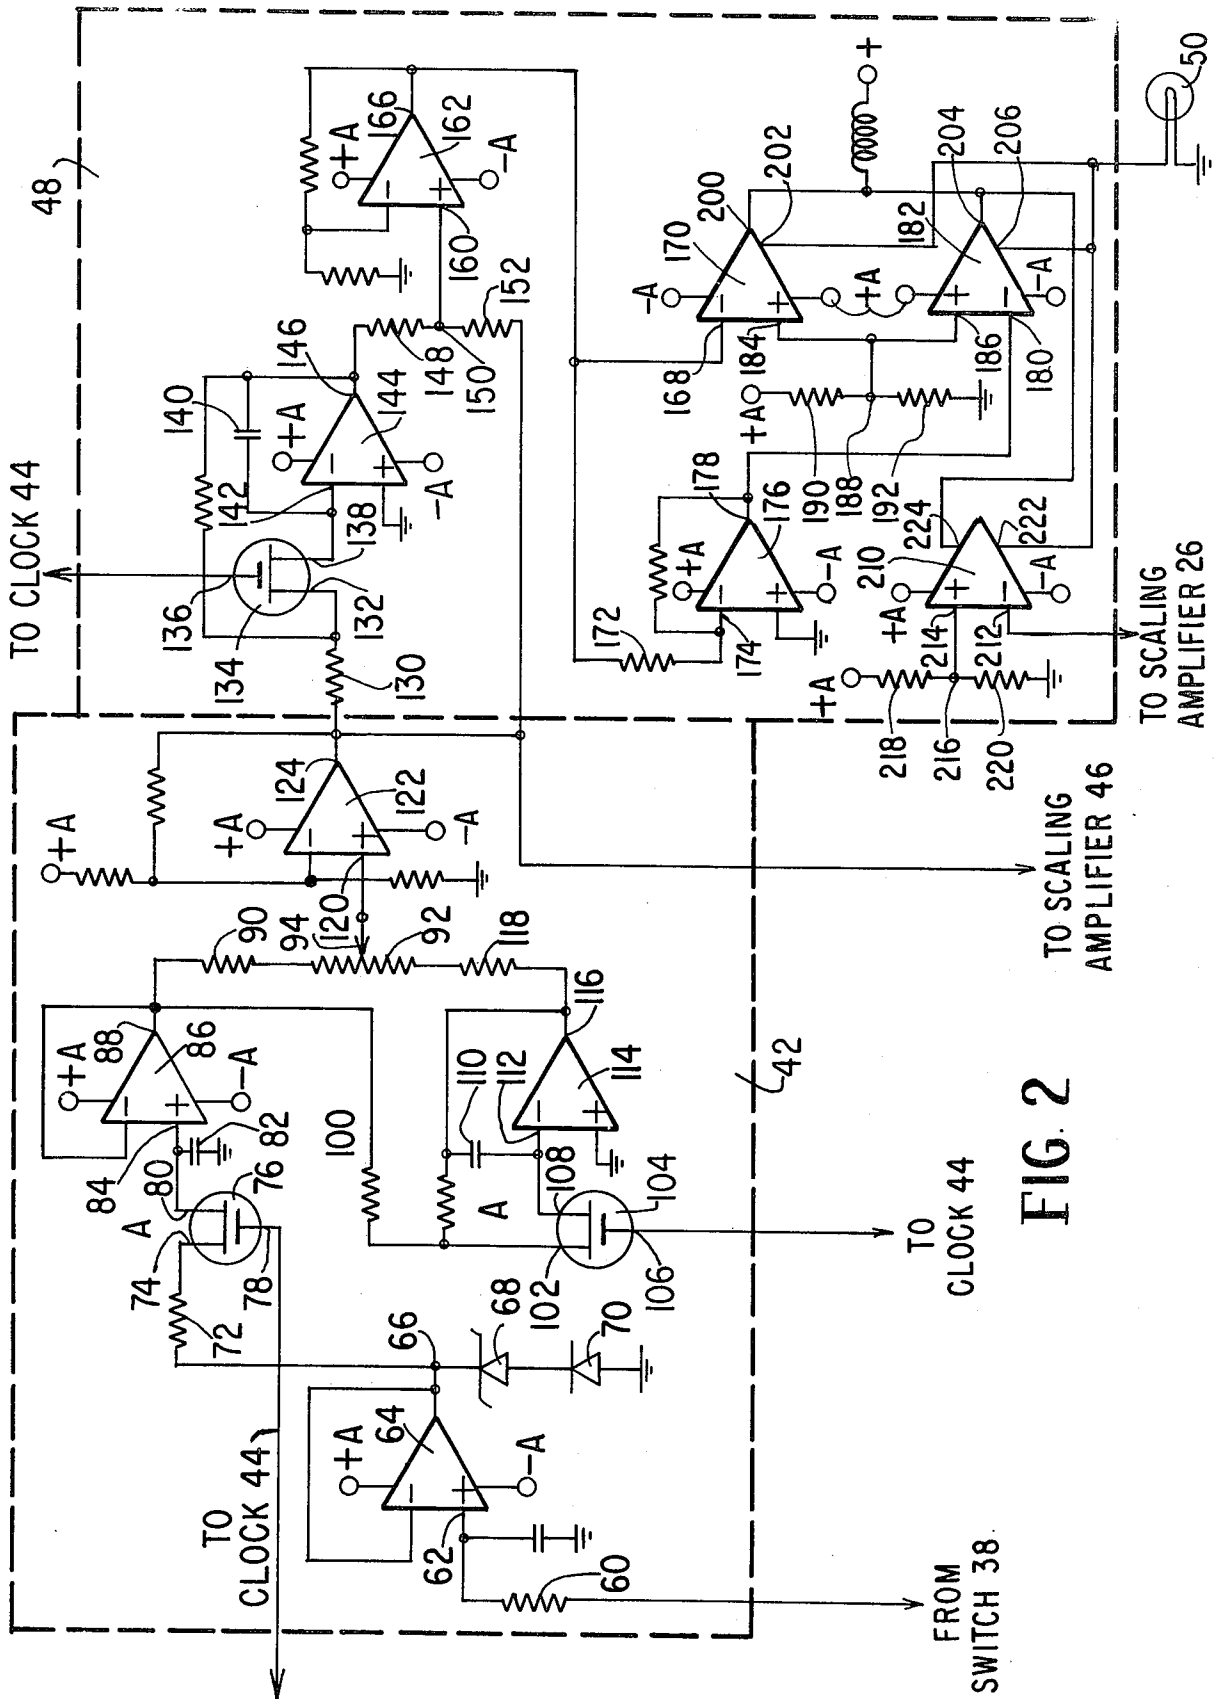 48
TO CLOCK 44
136
134
132
138
142
140
+A
144
146
-A
130
148
150
152
160
162
166
+A
-A
168
170
-A
184
200
202
+A
182
204
206
186
180
-A
50
+
172
174
176
178
+A
-A
+A
190
188
192
210
+A
214
212
224
222
-A
+A
218
216
220
TO SCALING
AMPLIFIER 26
+A
+A
124
122
120
-A
94
90
92
118
TO SCALING
AMPLIFIER 46
+A
88
86
-A
84
82
80
76
A
74
78
72
100
110
112
108
114
116
A
104
102
106
42
TO
CLOCK 44
TO
CLOCK 44
66
68
70
+A
64
-A
62
60
FROM
SWITCH 38
FIG. 2